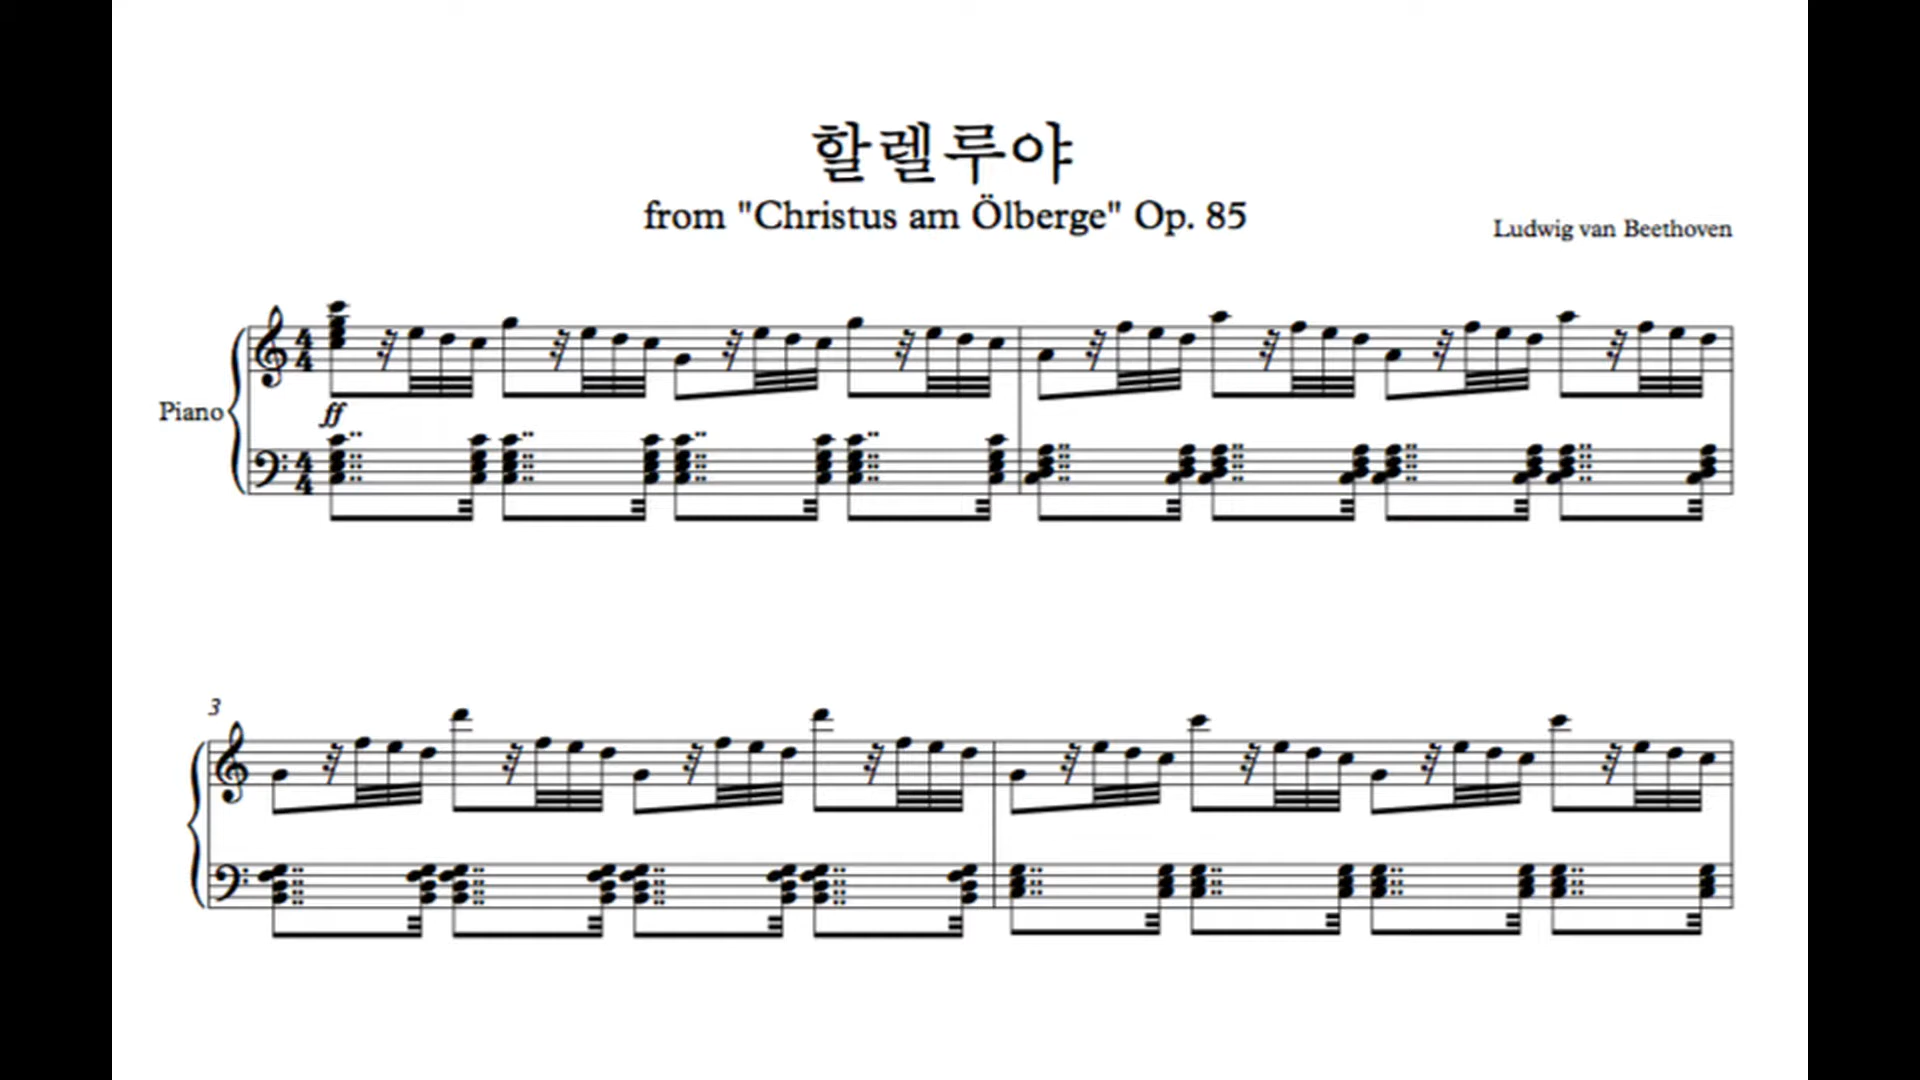 할렐루야
from "Christus am Ölberge" Op. 85
Ludwig van Beethoven
Piano
ff
3